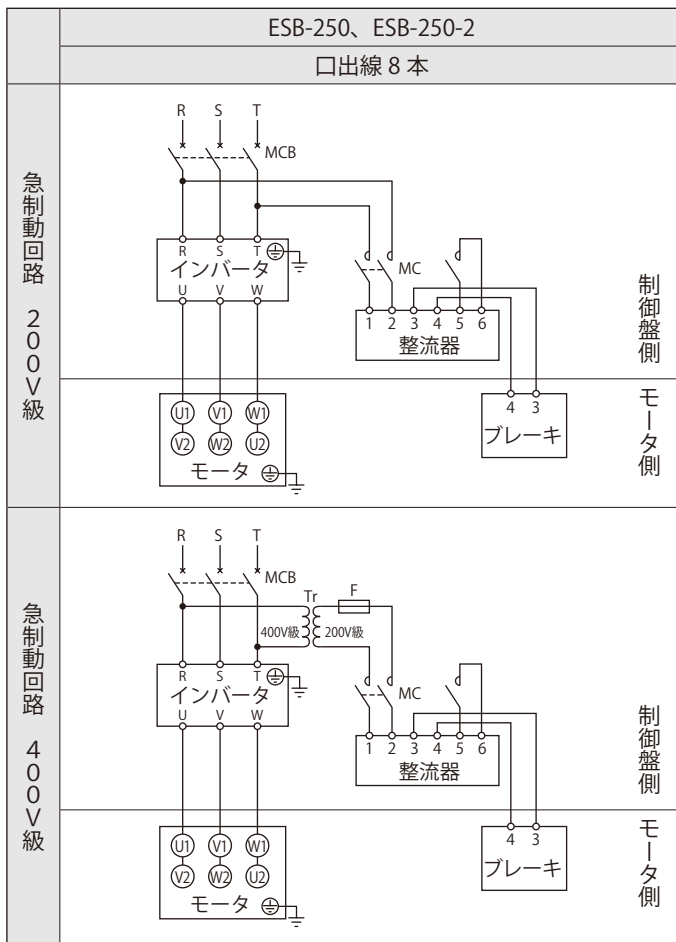 ESB-250、ESB-250-2
口出線 8 本
急制動回路 200V級
R S T
MCB
R S T
インバータ
U V W
MC
1 2 3 4 5 6
整流器
制御盤側
U1 V1 W1
V2 W2 U2
モータ
4 3
ブレーキ
モータ側
急制動回路 400V級
R S T
MCB
Tr F
400V級 200V級
R S T
インバータ
U V W
MC
1 2 3 4 5 6
整流器
制御盤側
U1 V1 W1
V2 W2 U2
モータ
4 3
ブレーキ
モータ側